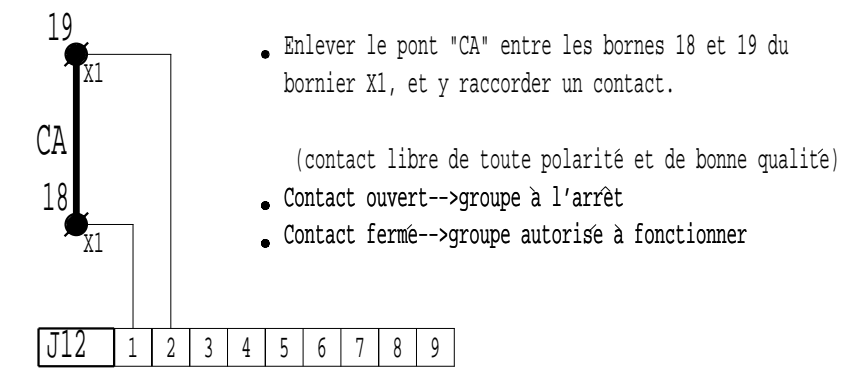 19
X1
CA
18
X1
J12 1 2 3 4 5 6 7 8 9
Enlever le pont "CA" entre les bornes 18 et 19 du
bornier X1, et y raccorder un contact.
(contact libre de toute polarité et de bonne qualité)
Contact ouvert-->groupe à l'arrêt
Contact fermé-->groupe autorisé à fonctionner